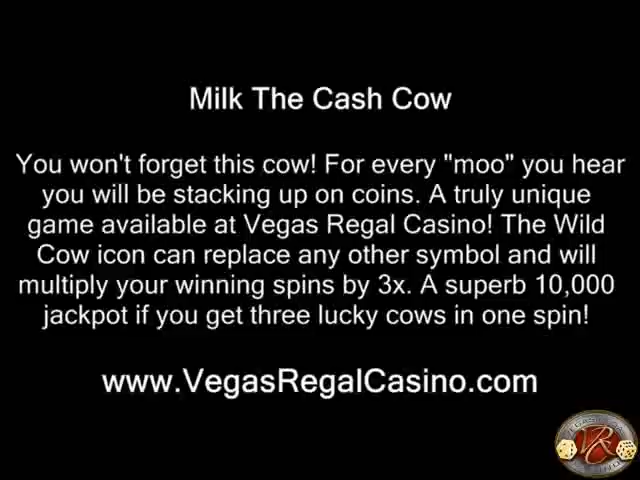 Milk The Cash Cow
You won't forget this cow! For every "moo" you hear
you will be stacking up on coins. A truly unique
game available at Vegas Regal Casino! The Wild
Cow icon can replace any other symbol and will
multiply your winning spins by 3x. A superb 10,000
jackpot if you get three lucky cows in one spin!
www.VegasRegalCasino.com